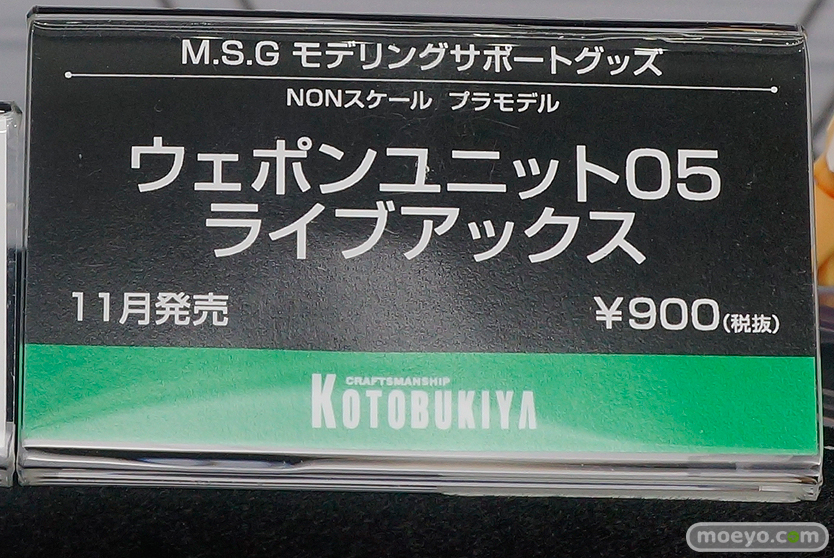 M.S.G モデリングサポートグッズ
NONスケール プラモデル
ウェポンユニット05
ライブアックス
11月発売 ¥900(税抜)
CRAFTSMANSHIP
KOTOBUKIYA
moeyo.com